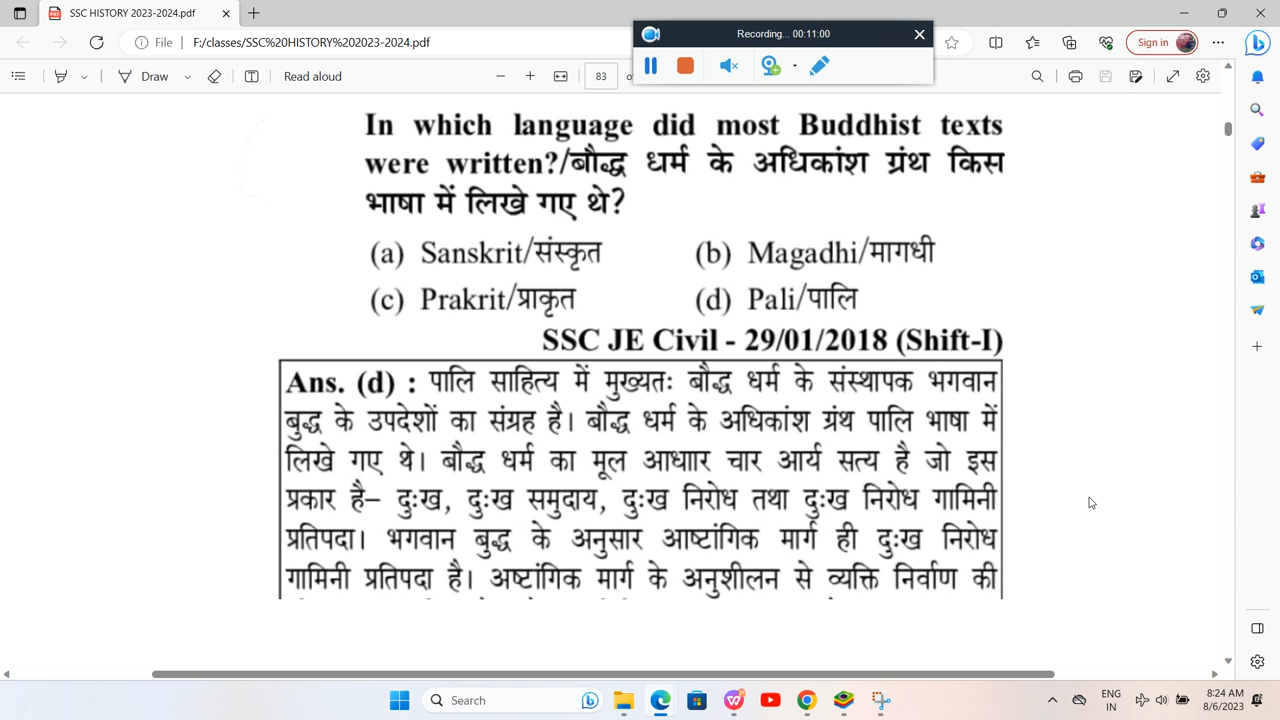 SSC HISTORY 2023-2024.pdf
File F:/classes/SSC%20HISTORY%202023-2024.pdf
Recording... 00:11:00
Sign in
Draw
Read aloud
83
In which language did most Buddhist texts
were written?/बौद्ध धर्म के अधिकांश ग्रंथ किस
भाषा में लिखे गए थे?
(a) Sanskrit/संस्कृत (b) Magadhi/मागधी
(c) Prakrit/प्राकृत (d) Pali/पालि
SSC JE Civil - 29/01/2018 (Shift-I)
Ans. (d) : पालि साहित्य में मुख्यतः बौद्ध धर्म के संस्थापक भगवान
बुद्ध के उपदेशों का संग्रह है। बौद्ध धर्म के अधिकांश ग्रंथ पालि भाषा में
लिखे गए थे। बौद्ध धर्म का मूल आधाार चार आर्य सत्य है जो इस
प्रकार है– दुःख, दुःख समुदाय, दुःख निरोध तथा दुःख निरोध गामिनी
प्रतिपदा। भगवान बुद्ध के अनुसार आष्टांगिक मार्ग ही दुःख निरोध
गामिनी प्रतिपदा है। अष्टांगिक मार्ग के अनुशीलन से व्यक्ति निर्वाण की
Search
ENG
IN
8:24 AM
8/6/2023